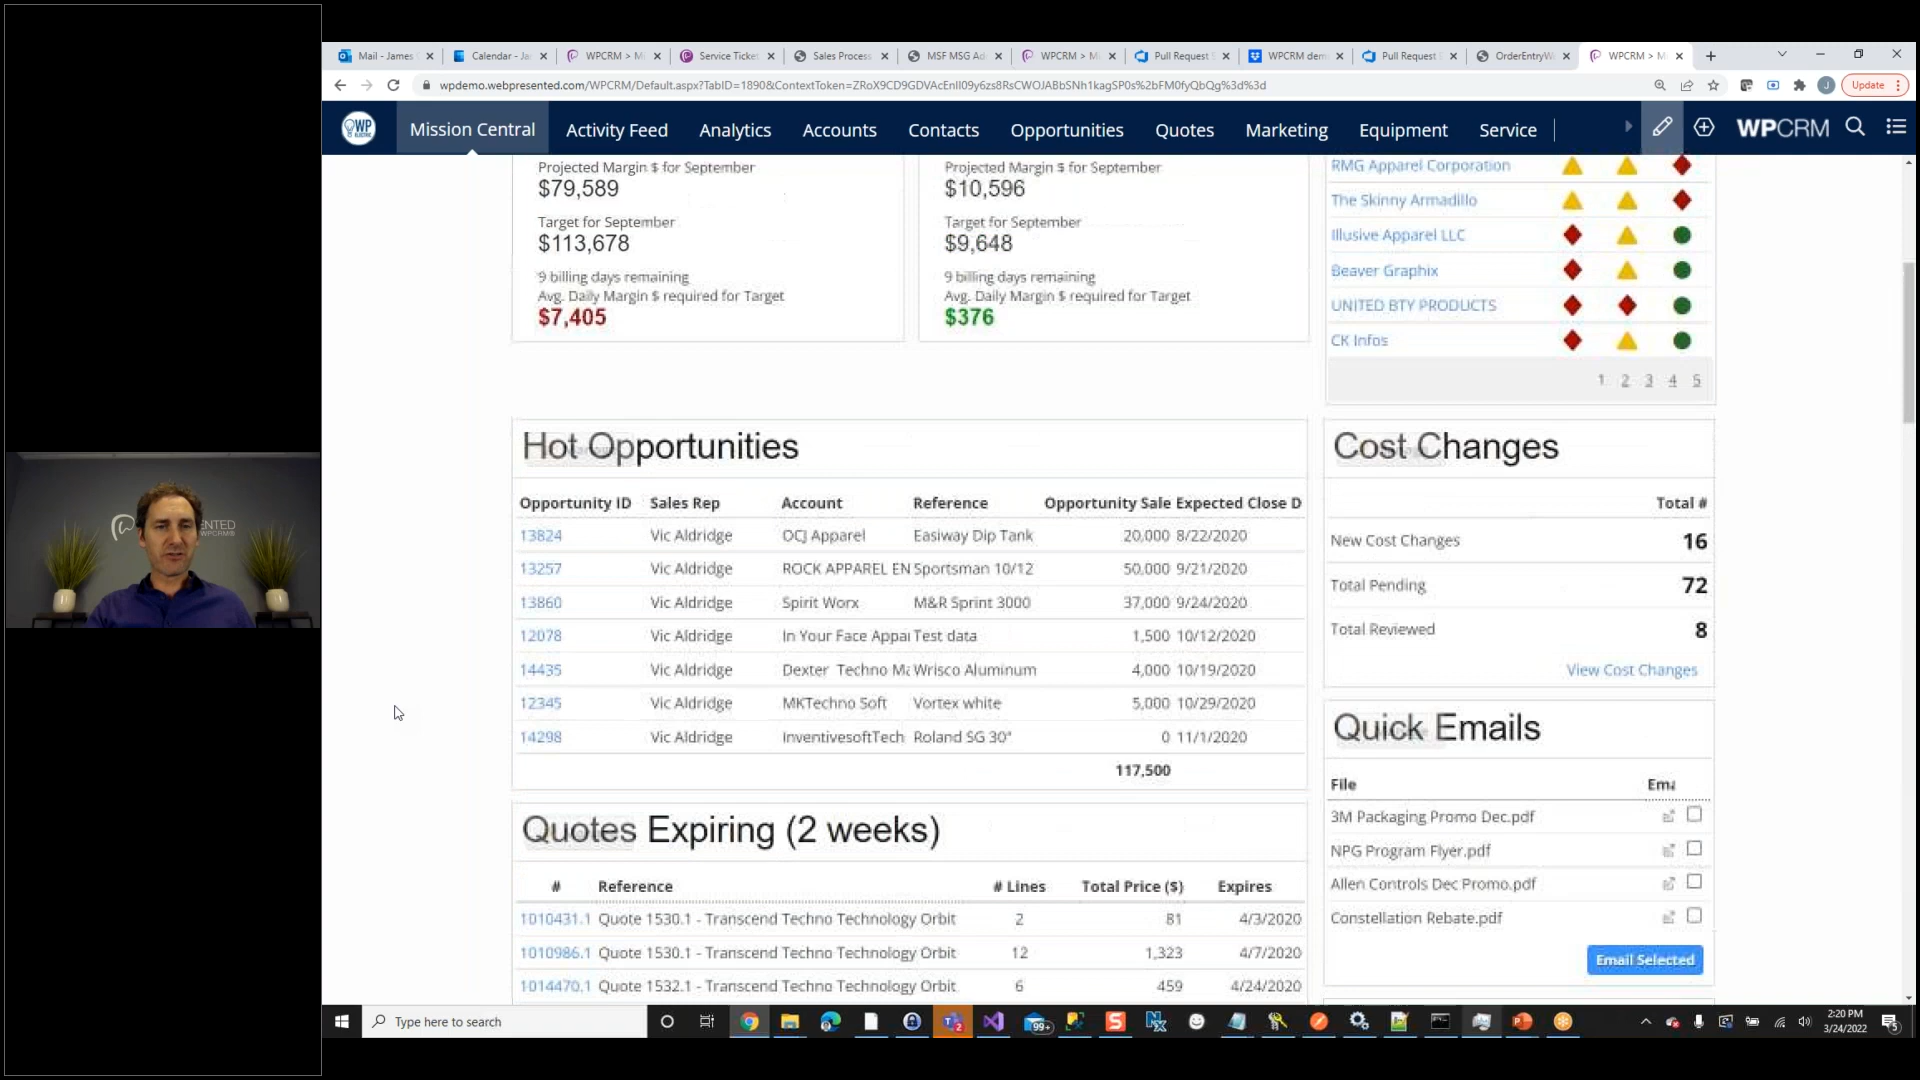 Mail - James
Calendar - Ja
WPCRM > M
Service Ticket
Sales Process
MSF MSG Ad
WPCRM > M
Pull Request
WPCRM dem
Pull Request
OrderEntryW
WPCRM > M
wpdemo.webpresented.com/WPCRM/Default.aspx?TabID=1890&ContextToken=ZRoX9CD9GDVAcEnIl09y6zs8RsCWOJABbSNh1kagSP0s%2bFM0fyQbQg%3d%3d
J
Update
WP
Mission Central
Activity Feed
Analytics
Accounts
Contacts
Opportunities
Quotes
Marketing
Equipment
Service
WPCRM
Projected Margin $ for September
$79,589
Target for September
$113,678
9 billing days remaining
Avg. Daily Margin $ required for Target
$7,405
Projected Margin $ for September
$10,596
Target for September
$9,648
9 billing days remaining
Avg. Daily Margin $ required for Target
$376
RMG Apparel Corporation
The Skinny Armadillo
Illusive Apparel LLC
Beaver Graphix
UNITED BTY PRODUCTS
CK Infos
1 2 3 4 5
Hot Opportunities
Opportunity ID Sales Rep Account Reference Opportunity Sale Expected Close D
13824 Vic Aldridge OCJ Apparel Easiway Dip Tank 20,000 8/22/2020
13257 Vic Aldridge ROCK APPAREL EN Sportsman 10/12 50,000 9/21/2020
13860 Vic Aldridge Spirit Worx M&R Sprint 3000 37,000 9/24/2020
12078 Vic Aldridge In Your Face Appar Test data 1,500 10/12/2020
14435 Vic Aldridge Dexter Techno Ma Wrisco Aluminum 4,000 10/19/2020
12345 Vic Aldridge MKTechno Soft Vortex white 5,000 10/29/2020
14298 Vic Aldridge InventivesoftTech Roland SG 30" 0 11/1/2020
117,500
Cost Changes
Total #
New Cost Changes 16
Total Pending 72
Total Reviewed 8
View Cost Changes
Quick Emails
File Ema
3M Packaging Promo Dec.pdf
NPG Program Flyer.pdf
Allen Controls Dec Promo.pdf
Constellation Rebate.pdf
Email Selected
Quotes Expiring (2 weeks)
# Reference # Lines Total Price ($) Expires
1010431.1 Quote 1530.1 - Transcend Techno Technology Orbit 2 81 4/3/2020
1010986.1 Quote 1530.1 - Transcend Techno Technology Orbit 12 1,323 4/7/2020
1014470.1 Quote 1532.1 - Transcend Techno Technology Orbit 6 459 4/24/2020
ENTED
WPCRM
Type here to search
99+
2:20 PM
3/24/2022
5